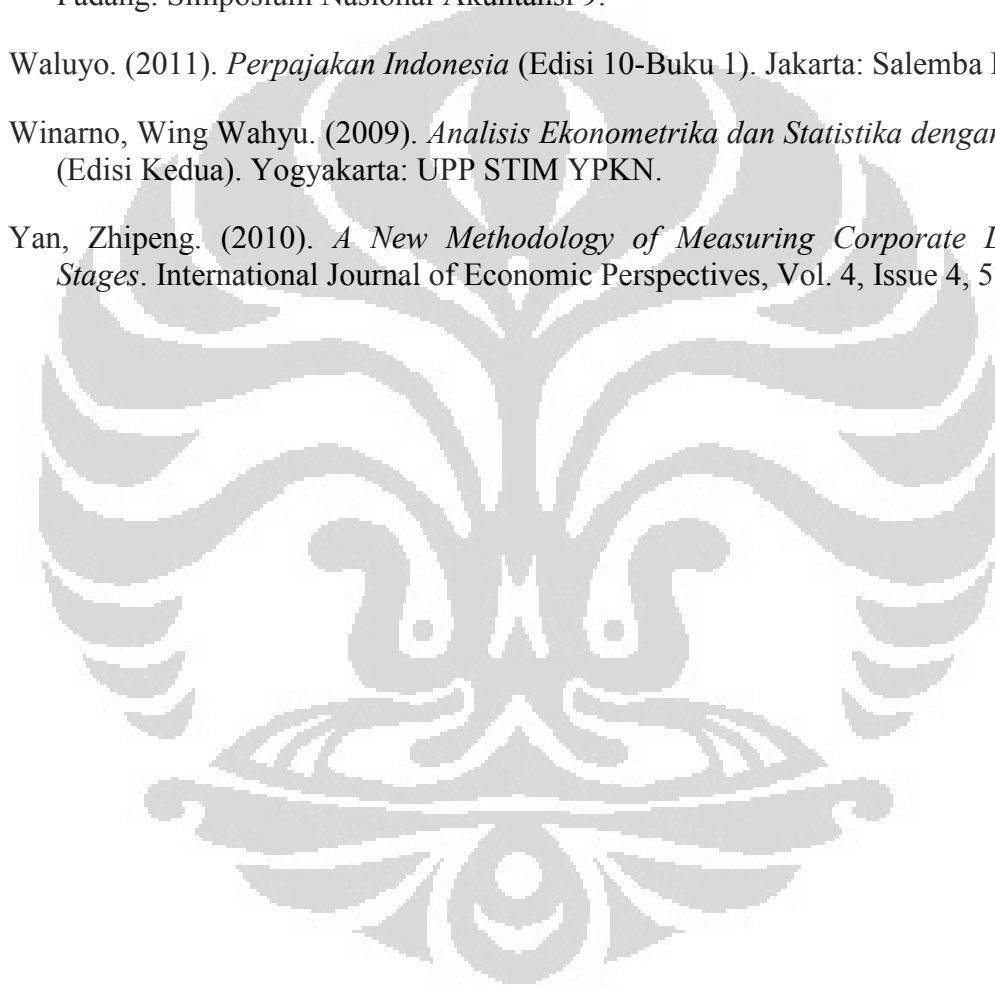 Padang: Simposium Nasional Akuntansi 9.
Waluyo. (2011). Perpajakan Indonesia (Edisi 10-Buku 1). Jakarta: Salemba
Winarno, Wing Wahyu. (2009). Analisis Ekonometrika dan Statistika dengan
(Edisi Kedua). Yogyakarta: UPP STIM YPKN.
Yan, Zhipeng. (2010). A New Methodology of Measuring Corporate
Stages. International Journal of Economic Perspectives, Vol. 4, Issue 4,